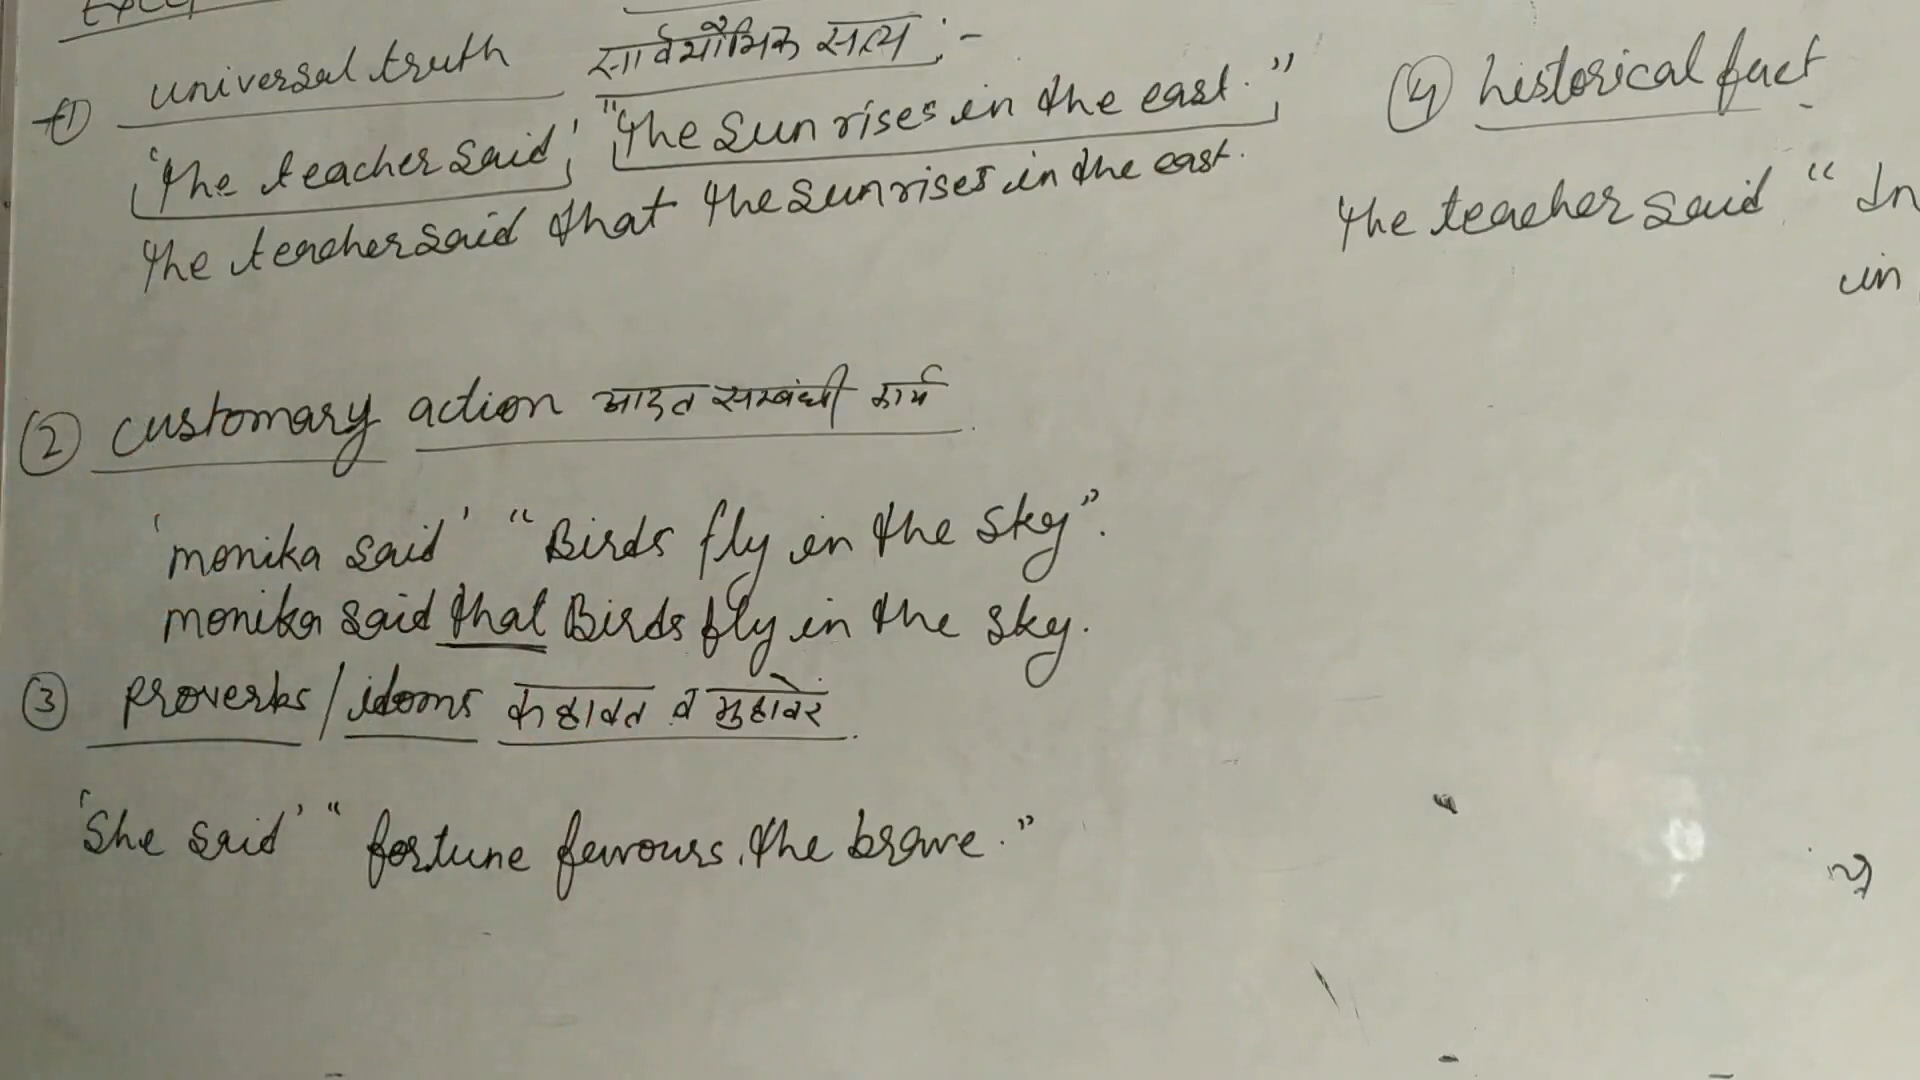 ① universal truth सार्वभौमिक सत्य :-
'The teacher said' "The sun rises in the east."
The teacher said that the sun rises in the east.
② customary action आदत सम्बंधी कार्य
'monika said' "Birds fly in the sky".
monika said that Birds fly in the sky.
③ proverbs/idoms कहावत व मुहावरे
'She said' "fortune favours the brave."
④ historical fact
The teacher said "In
in